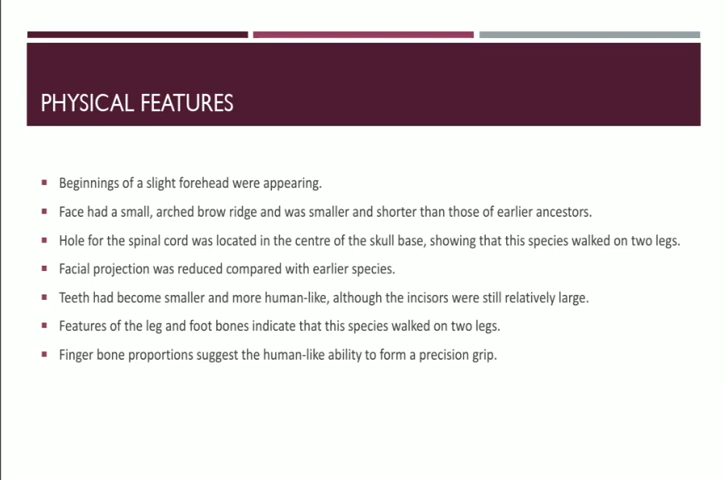 PHYSICAL FEATURES
Beginnings of a slight forehead were appearing.
Face had a small, arched brow ridge and was smaller and shorter than those of earlier ancestors.
Hole for the spinal cord was located in the centre of the skull base, showing that this species walked on two legs.
Facial projection was reduced compared with earlier species.
Teeth had become smaller and more human-like, although the incisors were still relatively large.
Features of the leg and foot bones indicate that this species walked on two legs.
Finger bone proportions suggest the human-like ability to form a precision grip.